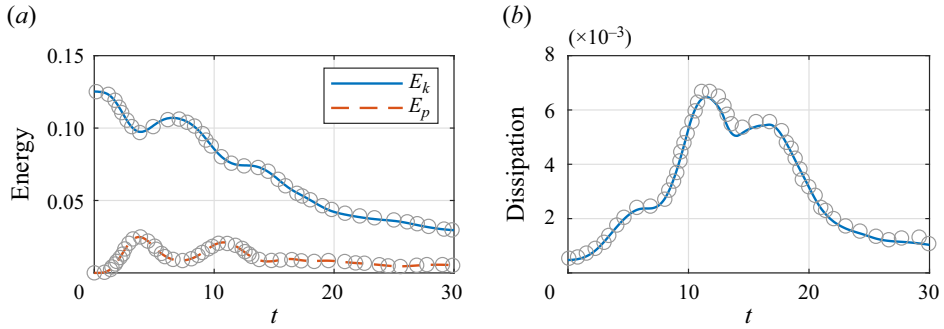 (a)
0.15
0.10
0.05
0
10
20
30
Energy
t
E_k
E_p
(b)
(×10⁻³)
8
6
4
2
0
10
20
30
Dissipation
t